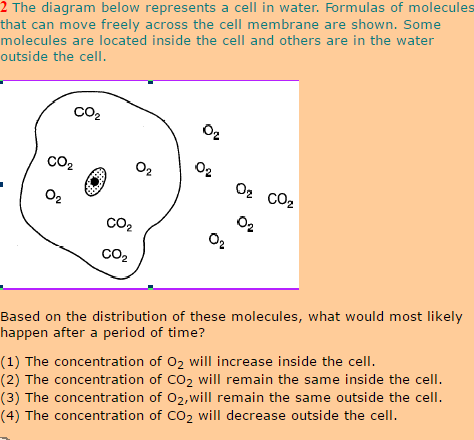 2 The diagram below represents a cell in water. Formulas of molecules
that can move freely across the cell membrane are shown. Some
molecules are located inside the cell and others are in the water
outside the cell.
CO₂
O₂
CO₂
O₂
O₂
O₂
O₂
CO₂
CO₂
O₂
O₂
CO₂
Based on the distribution of these molecules, what would most likely
happen after a period of time?
(1) The concentration of O₂ will increase inside the cell.
(2) The concentration of CO₂ will remain the same inside the cell.
(3) The concentration of O₂,will remain the same outside the cell.
(4) The concentration of CO₂ will decrease outside the cell.